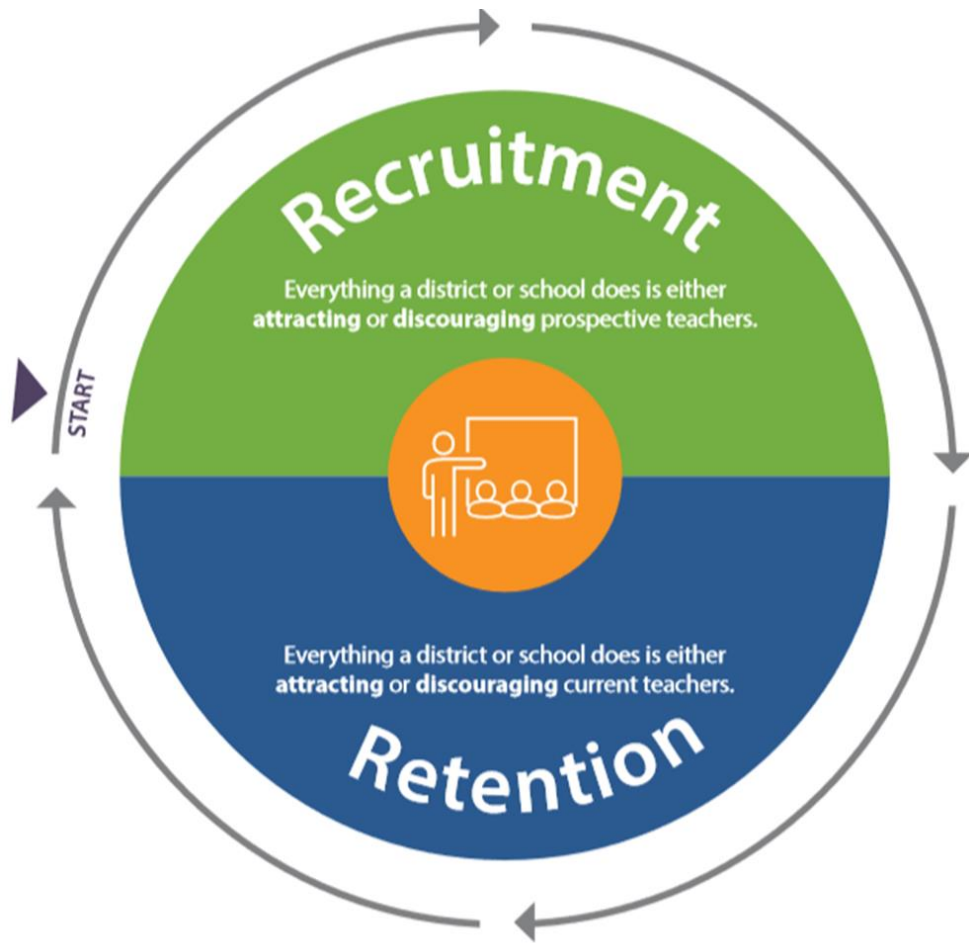 Recruitment
Everything a district or school does is either
attracting or discouraging prospective teachers.
START
Everything a district or school does is either
attracting or discouraging current teachers.
Retention